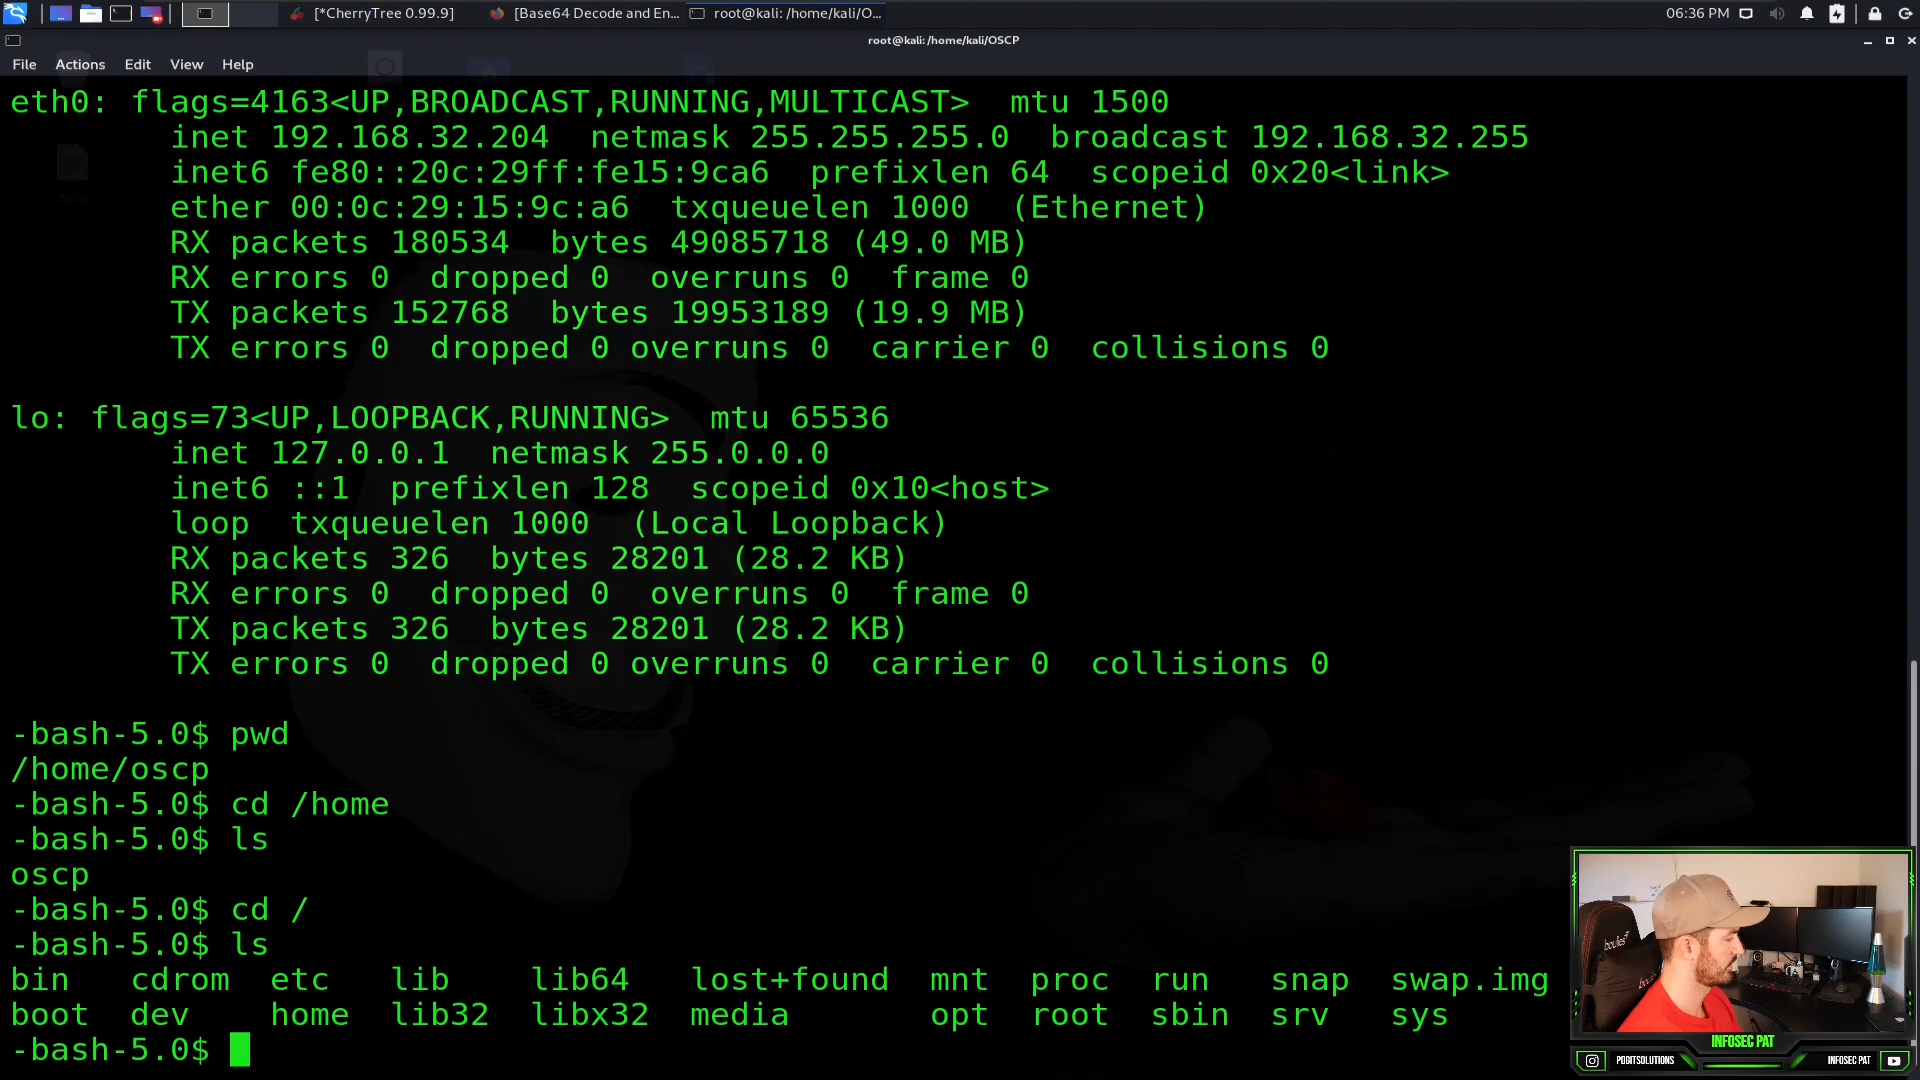 [*CherryTree 0.99.9]
[Base64 Decode and En...
root@kali: /home/kali/O...
06:36 PM
root@kali: /home/kali/OSCP
File Actions Edit View Help
eth0: flags=4163<UP,BROADCAST,RUNNING,MULTICAST>  mtu 1500
inet 192.168.32.204  netmask 255.255.255.0  broadcast 192.168.32.255
inet6 fe80::20c:29ff:fe15:9ca6  prefixlen 64  scopeid 0x20<link>
ether 00:0c:29:15:9c:a6  txqueuelen 1000  (Ethernet)
RX packets 180534  bytes 49085718 (49.0 MB)
RX errors 0  dropped 0  overruns 0  frame 0
TX packets 152768  bytes 19953189 (19.9 MB)
TX errors 0  dropped 0 overruns 0  carrier 0  collisions 0
lo: flags=73<UP,LOOPBACK,RUNNING>  mtu 65536
inet 127.0.0.1  netmask 255.0.0.0
inet6 ::1  prefixlen 128  scopeid 0x10<host>
loop  txqueuelen 1000  (Local Loopback)
RX packets 326  bytes 28201 (28.2 KB)
RX errors 0  dropped 0  overruns 0  frame 0
TX packets 326  bytes 28201 (28.2 KB)
TX errors 0  dropped 0 overruns 0  carrier 0  collisions 0
-bash-5.0$ pwd
/home/oscp
-bash-5.0$ cd /home
-bash-5.0$ ls
oscp
-bash-5.0$ cd /
-bash-5.0$ ls
bin   cdrom  etc   lib    lib64   lost+found  mnt  proc  run   snap  swap.img
boot  dev    home  lib32  libx32  media       opt  root  sbin  srv   sys
-bash-5.0$
INFOSEC PAT
PDGITSOLUTIONS
INFOSEC PAT